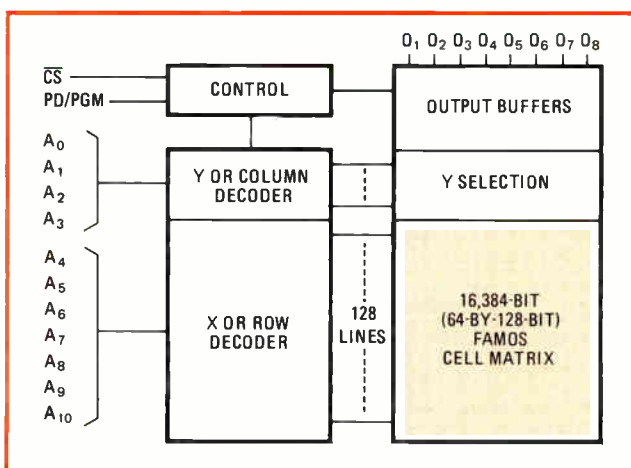 O₁ O₂ O₃ O₄ O₅ O₆ O₇ O₈
C̅S̅
PD/PGM
CONTROL
OUTPUT BUFFERS
A₀
A₁
A₂
A₃
Y OR COLUMN
DECODER
Y SELECTION
A₄
A₅
A₆
A₇
A₈
A₉
A₁₀
X OR ROW
DECODER
128
LINES
16,384-BIT
(64-BY-128-BIT)
FAMOS
CELL MATRIX